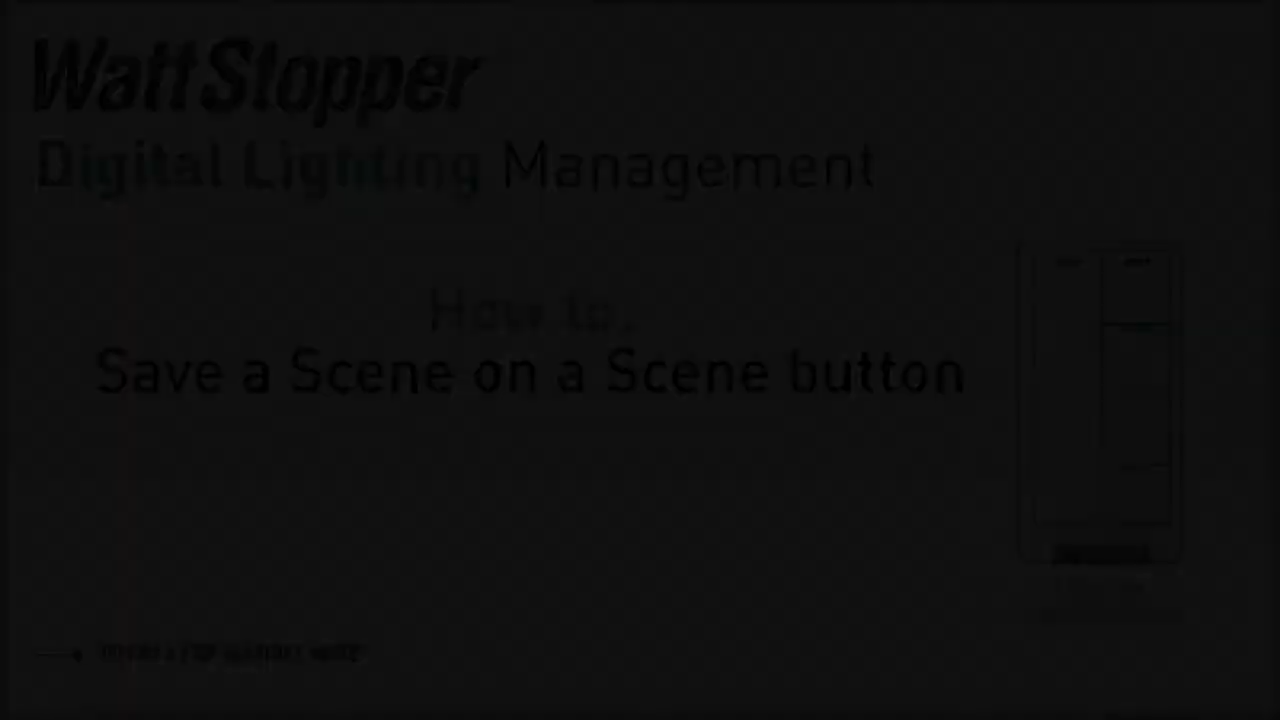 WattStopper
Digital Lighting Management
How to:
Save a Scene on a Scene button